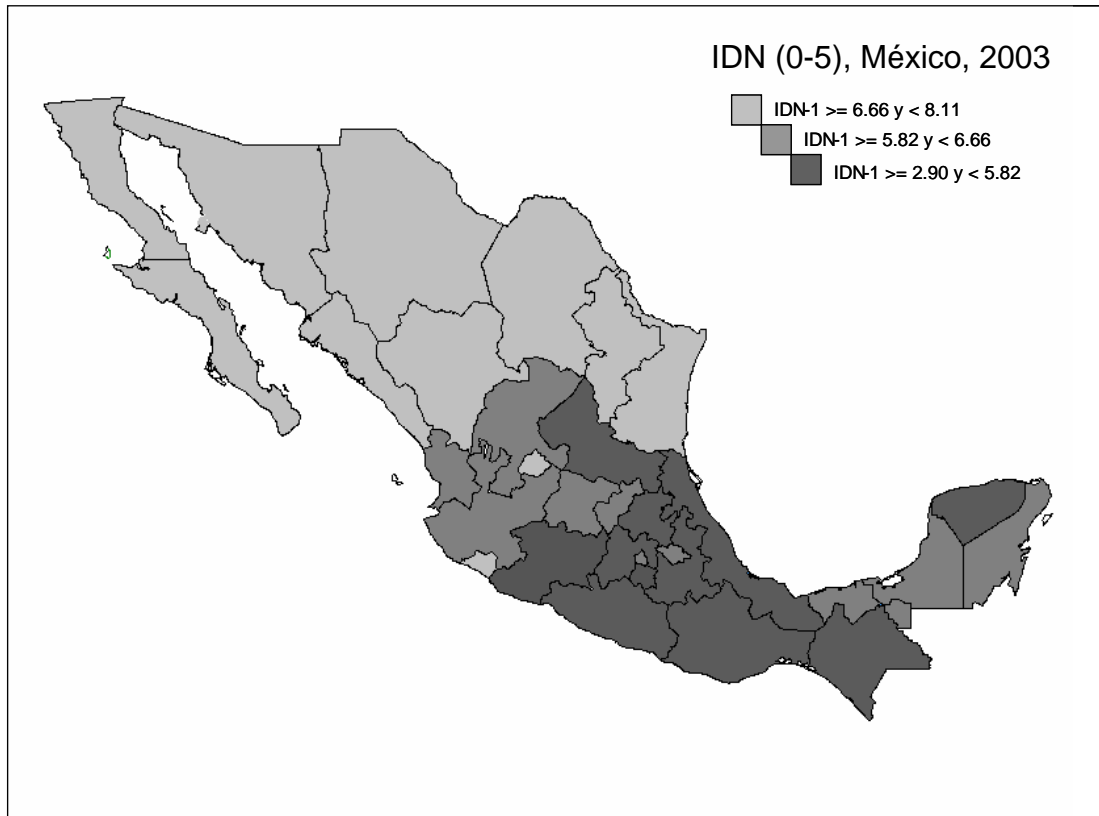 IDN (0-5), México, 2003
IDN-1 >= 6.66 y < 8.11
IDN-1 >= 5.82 y < 6.66
IDN-1 >= 2.90 y < 5.82